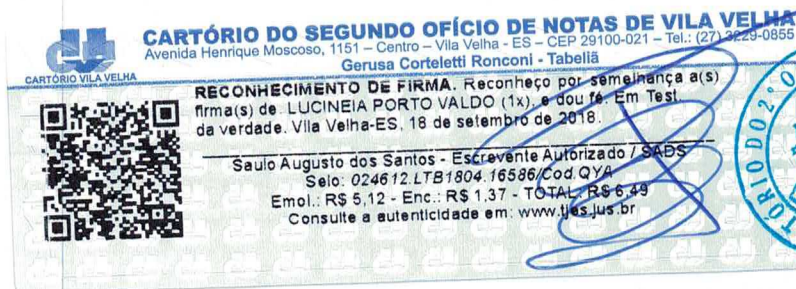 CARTÓRIO DO SEGUNDO OFÍCIO DE NOTAS DE VILA VELHA
Avenida Henrique Moscoso, 1151 – Centro – Vila Velha - ES – CEP 29100-021 – Tel.: (27) 3229-0855
Gerusa Corteletti Ronconi - Tabeliã
CARTÓRIO VILA VELHA
RECONHECIMENTO DE FIRMA. Reconheço por semelhança a(s)
firma(s) de: LUCINEIA PORTO VALDO (1x), e dou fé. Em Test.
da verdade. Vila Velha-ES, 18 de setembro de 2018.
Saulo Augusto dos Santos - Escrevente Autorizado / SADS
Selo: 024612.LTB1804.16586/Cod.QYA
Emol.: R$ 5,12 - Enc.: R$ 1,37 - TOTAL: R$ 6,49
Consulte a autenticidade em: www.tjes.jus.br
TÓRIO DO 2º O